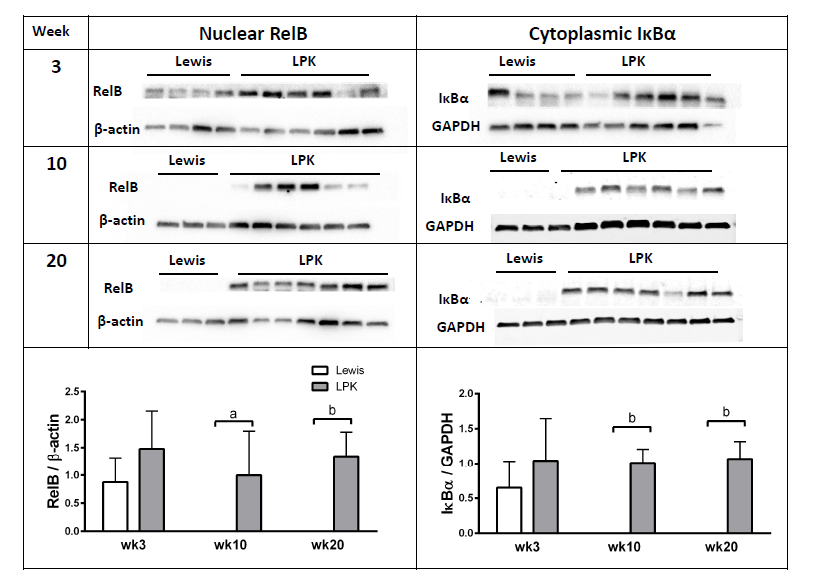 Week Nuclear RelB Cytoplasmic IκBα
3 Lewis LPK Lewis LPK
RelB IκBα
β-actin GAPDH
10 Lewis LPK Lewis LPK
RelB IκBα
β-actin GAPDH
20 Lewis LPK Lewis LPK
RelB IκBα
β-actin GAPDH
Lewis
LPK
RelB / β-actin
2.5
2.0
1.5
1.0
0.5
0.0
a b
wk3 wk10 wk20
IκBα / GAPDH
2.0
1.5
1.0
0.5
0.0
b b
wk3 wk10 wk20